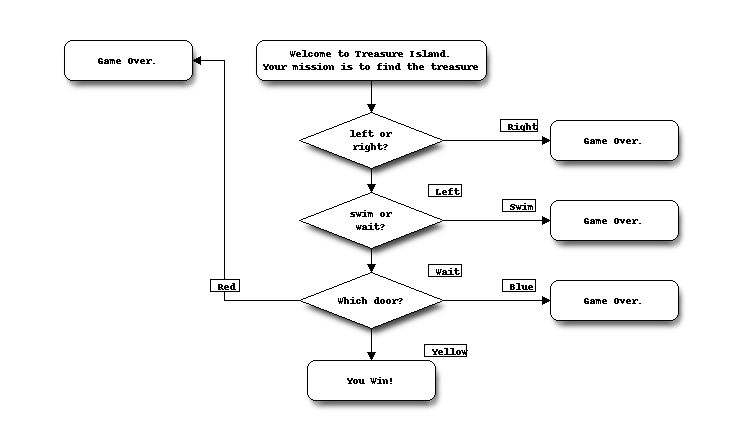 Welcome to Treasure Island.
Your mission is to find the treasure
Game Over.
left or
right?
Right
Game Over.
Left
swim or
wait?
Swim
Game Over.
Wait
Red
Which door?
Blue
Game Over.
Yellow
You Win!